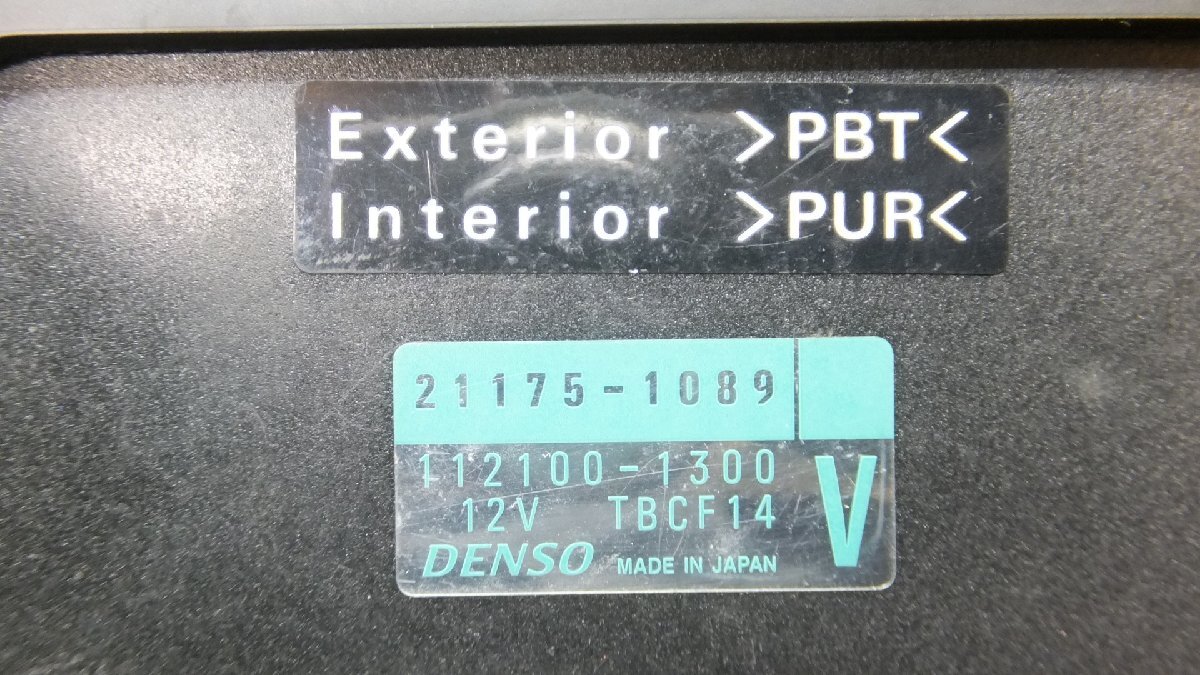 Exterior >PBT<
Interior >PUR<
21175-1089
112100-1300
12V TBCF14
V
DENSO MADE IN JAPAN